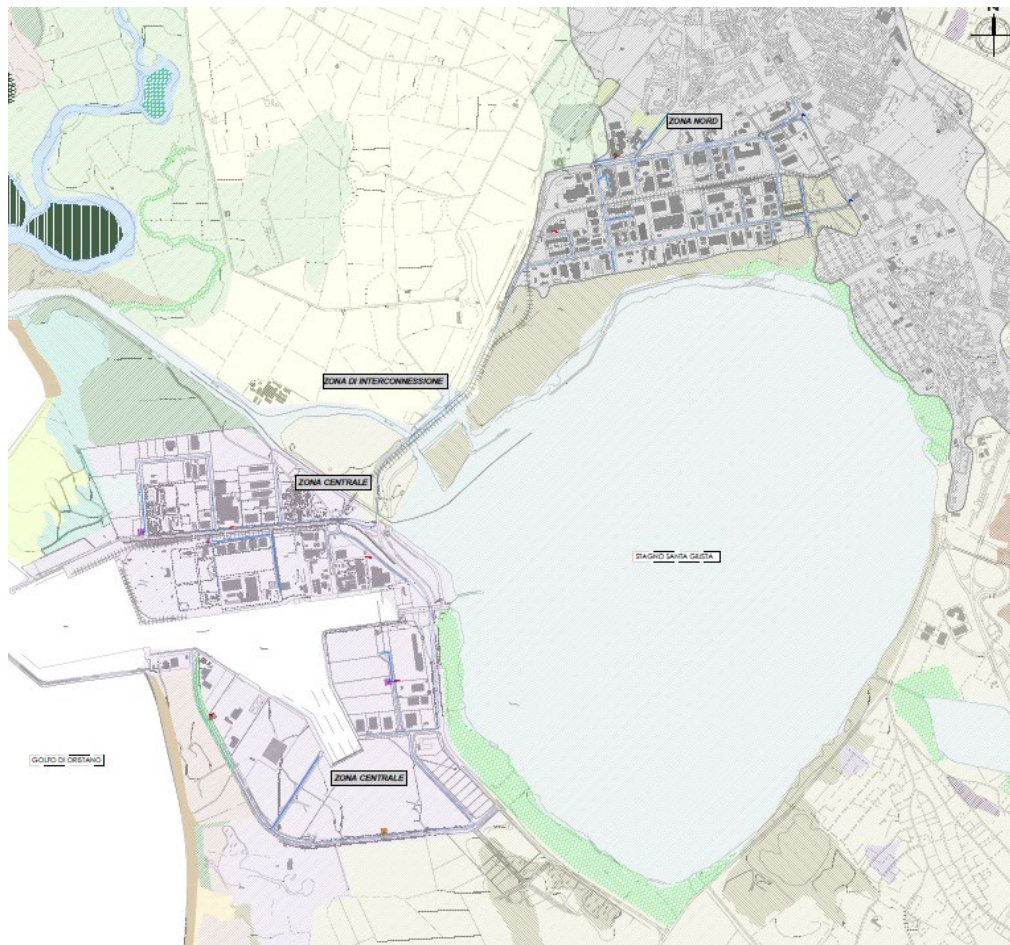 N
ZONA NORD
ZONA DI INTERCONNESSIONE
ZONA CENTRALE
STAGNO SANTA GIUSTA
GOLFO DI ORISTANO
ZONA CENTRALE